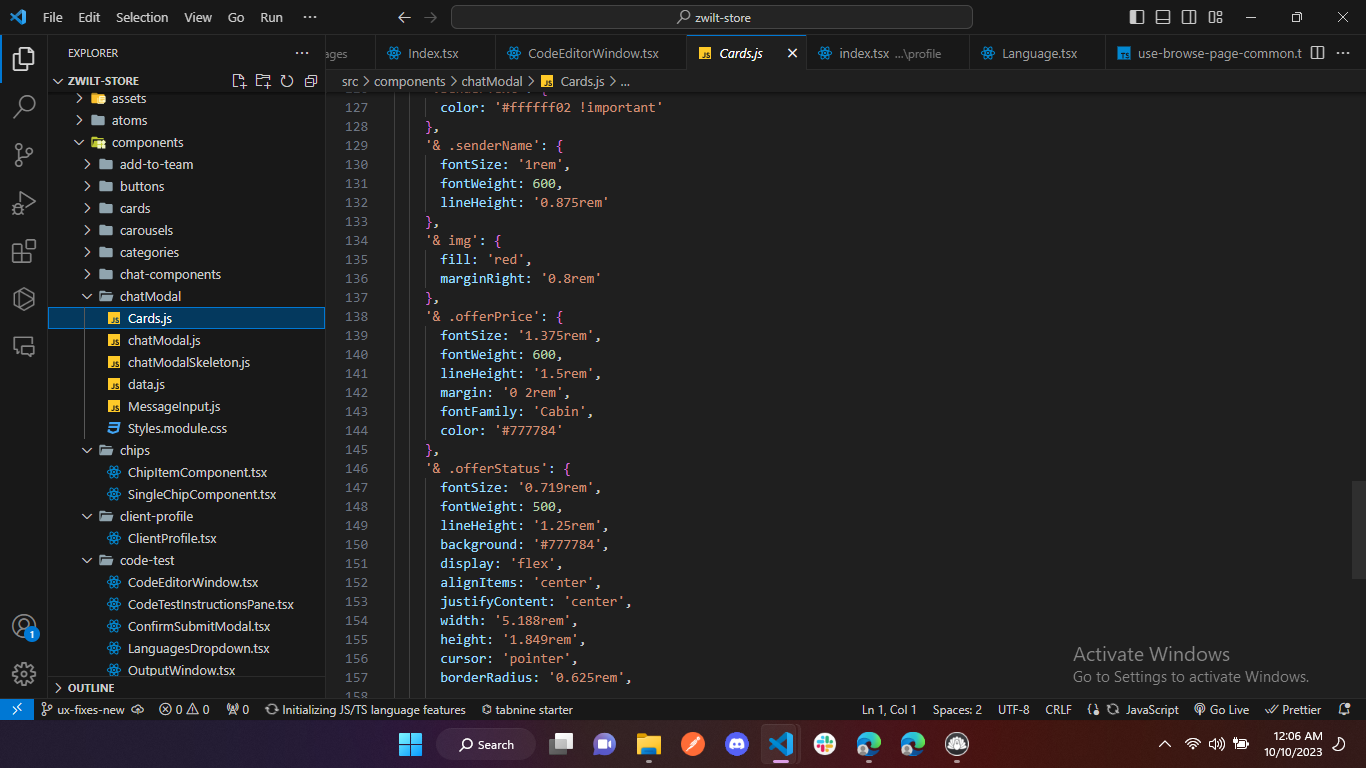 File Edit Selection View Go Run ···
zwilt-store
EXPLORER
ZWILT-STORE
assets
atoms
components
add-to-team
buttons
cards
carousels
categories
chat-components
chatModal
Cards.js
chatModal.js
chatModalSkeleton.js
data.js
MessageInput.js
Styles.module.css
chips
ChipItemComponent.tsx
SingleChipComponent.tsx
client-profile
ClientProfile.tsx
code-test
CodeEditorWindow.tsx
CodeTestInstructionsPane.tsx
ConfirmSubmitModal.tsx
LanguagesDropdown.tsx
OutputWindow.tsx
OUTLINE
ages Index.tsx CodeEditorWindow.tsx Cards.js index.tsx ...\profile Language.tsx use-browse-page-common.t
src > components > chatModal > Cards.js > ...
127 color: '#ffffff02 !important'
128 },
129 '& .senderName': {
130 fontSize: '1rem',
131 fontWeight: 600,
132 lineHeight: '0.875rem'
133 },
134 '& img': {
135 fill: 'red',
136 marginRight: '0.8rem'
137 },
138 '& .offerPrice': {
139 fontSize: '1.375rem',
140 fontWeight: 600,
141 lineHeight: '1.5rem',
142 margin: '0 2rem',
143 fontFamily: 'Cabin',
144 color: '#777784'
145 },
146 '& .offerStatus': {
147 fontSize: '0.719rem',
148 fontWeight: 500,
149 lineHeight: '1.25rem',
150 background: '#777784',
151 display: 'flex',
152 alignItems: 'center',
153 justifyContent: 'center',
154 width: '5.188rem',
155 height: '1.849rem',
156 cursor: 'pointer',
157 borderRadius: '0.625rem',
158
Activate Windows
Go to Settings to activate Windows.
ux-fixes-new 0 0 0 Initializing JS/TS language features tabnine starter Ln 1, Col 1 Spaces: 2 UTF-8 CRLF JavaScript Go Live Prettier
1
Search
12:06 AM
10/10/2023